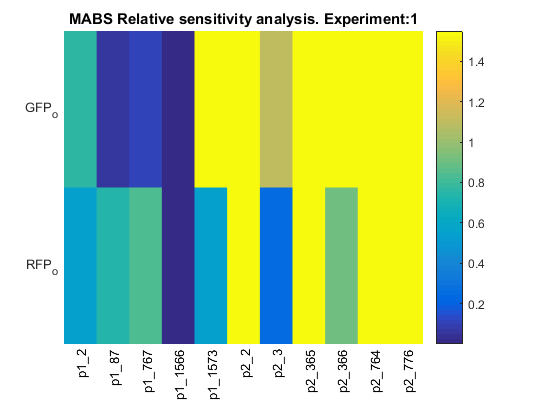 MABS Relative sensitivity analysis. Experiment:1
GFPo
RFPo
1.4
1.2
1
0.8
0.6
0.4
0.2
p1_2
p1_87
p1_767
p1_1566
p1_1573
p2_2
p2_3
p2_365
p2_366
p2_764
p2_776